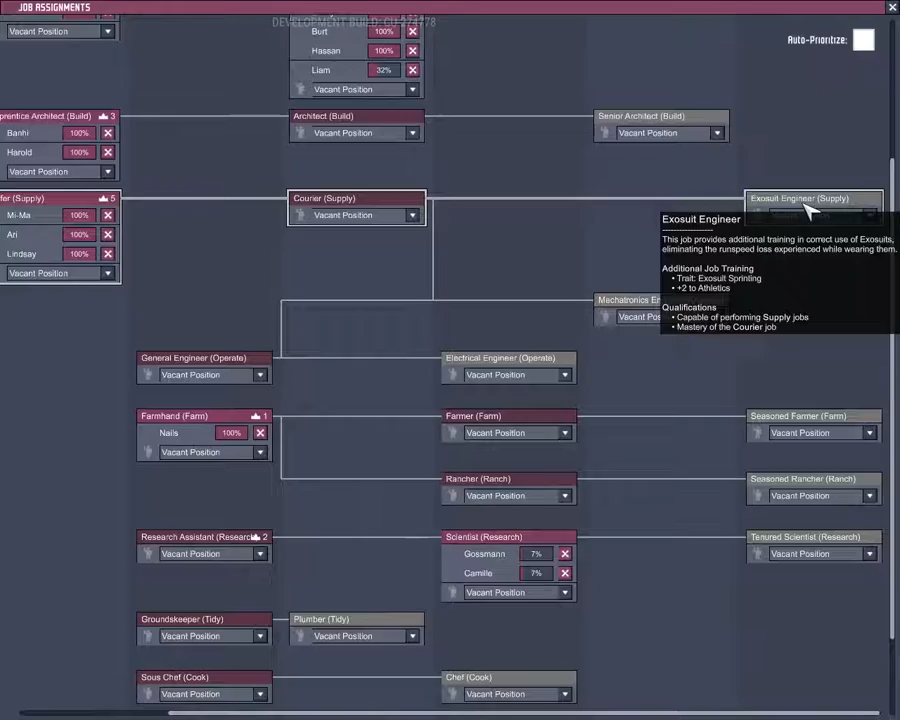 JOB ASSIGNMENTS
DEVELOPMENT BUILD: CU-274778
Auto-Prioritize:
Vacant Position
Burt 100%
Hassan 100%
Liam 32%
Vacant Position
prentice Architect (Build) 3
Banhi 100%
Harold 100%
Vacant Position
Architect (Build)
Vacant Position
Senior Architect (Build)
Vacant Position
fer (Supply) 5
Mi-Ma 100%
Ari 100%
Lindsay 100%
Vacant Position
Courier (Supply)
Vacant Position
Exosuit Engineer (Supply)
Exosuit Engineer
This job provides additional training in correct use of Exosuits,
eliminating the runspeed loss experienced while wearing them.
Additional Job Training
• Trait: Exosuit Sprinting
• +2 to Athletics
Qualifications
• Capable of performing Supply jobs
• Mastery of the Courier job
Mechatronics En
Vacant Pos
General Engineer (Operate)
Vacant Position
Electrical Engineer (Operate)
Vacant Position
Farmhand (Farm) 1
Nails 100%
Vacant Position
Farmer (Farm)
Vacant Position
Seasoned Farmer (Farm)
Vacant Position
Rancher (Ranch)
Vacant Position
Seasoned Rancher (Ranch)
Vacant Position
Research Assistant (Research 2
Vacant Position
Scientist (Research)
Gossmann 7%
Camille 7%
Vacant Position
Tenured Scientist (Research)
Vacant Position
Groundskeeper (Tidy)
Vacant Position
Plumber (Tidy)
Vacant Position
Sous Chef (Cook)
Vacant Position
Chef (Cook)
Vacant Position